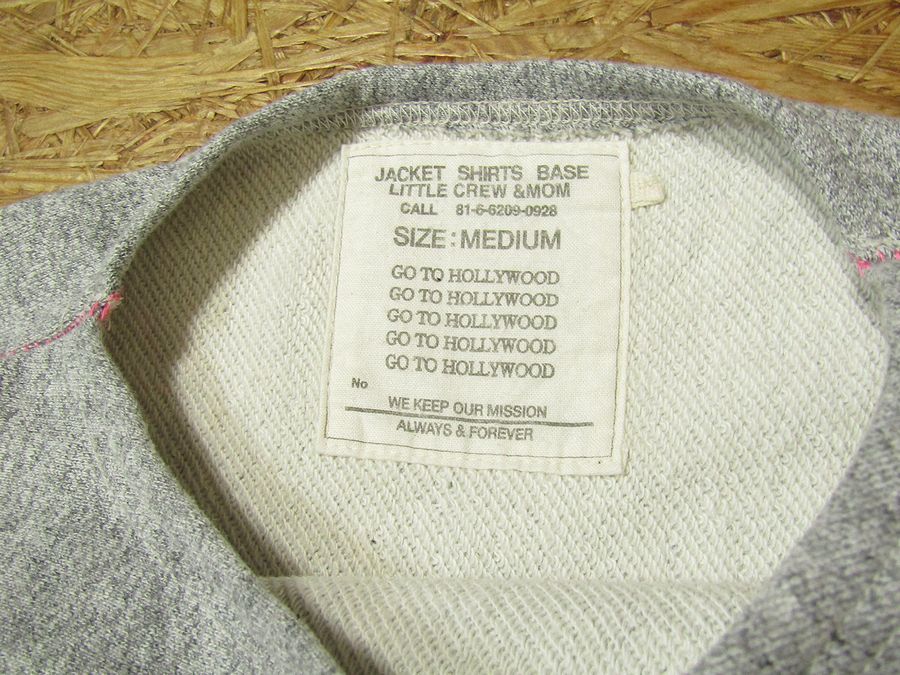 JACKET SHIRTS BASE
LITTLE CREW &MOM
CALL 81-6-6209-0928
SIZE : MEDIUM
GO TO HOLLYWOOD
GO TO HOLLYWOOD
GO TO HOLLYWOOD
GO TO HOLLYWOOD
GO TO HOLLYWOOD
No
WE KEEP OUR MISSION
ALWAYS & FOREVER